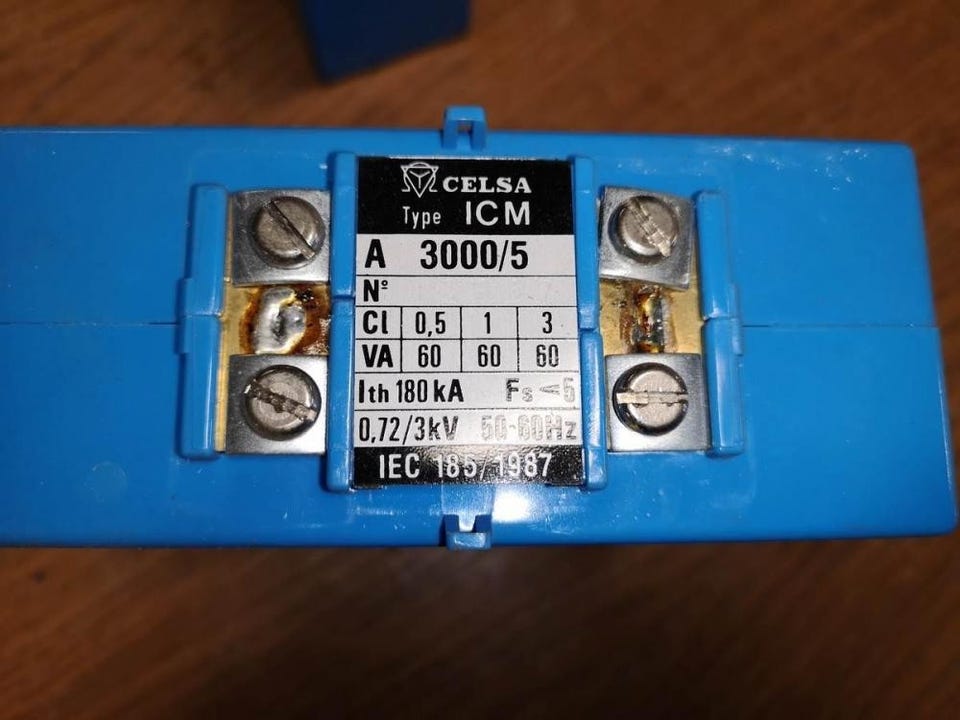 CELSA
Type ICM
A 3000/5
Nº
Cl 0,5 1 3
VA 60 60 60
Ith 180 kA Fs <5
0,72/3kV 50-60Hz
IEC 185/1987